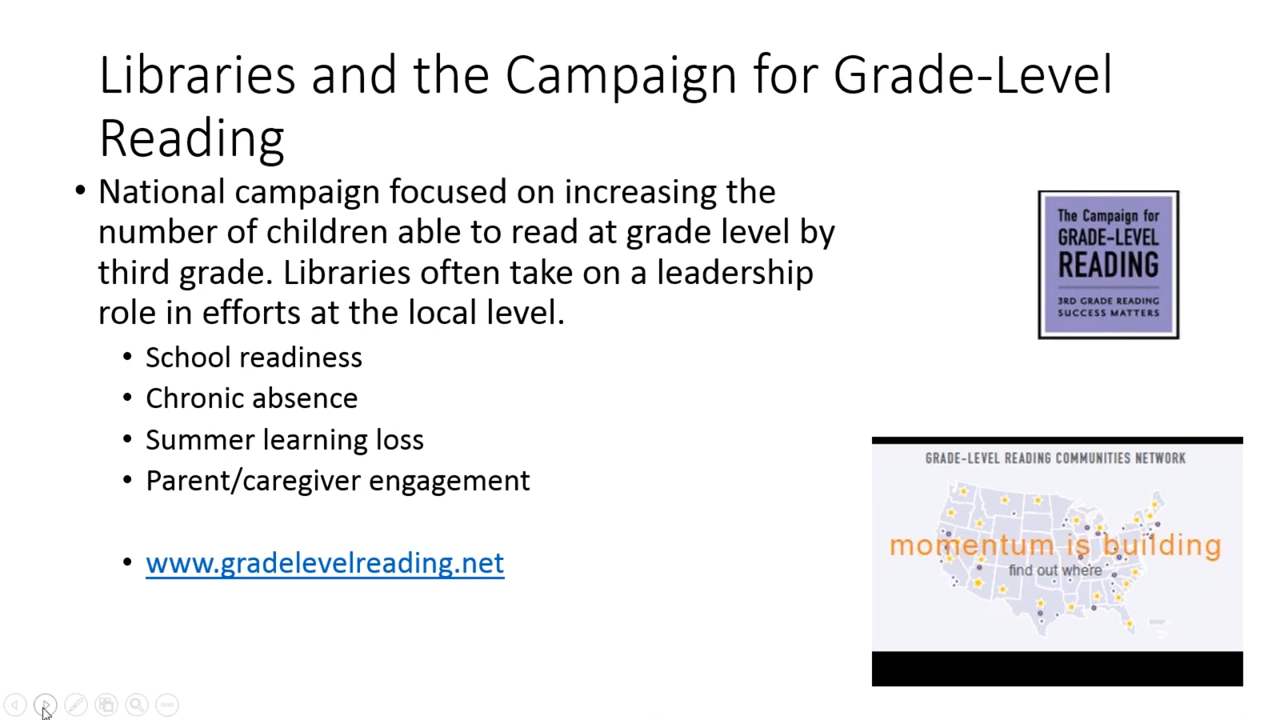 Libraries and the Campaign for Grade-Level
Reading
• National campaign focused on increasing the
number of children able to read at grade level by
third grade. Libraries often take on a leadership
role in efforts at the local level.
• School readiness
• Chronic absence
• Summer learning loss
• Parent/caregiver engagement
• www.gradelevelreading.net
The Campaign for
GRADE-LEVEL
READING
3RD GRADE READING
SUCCESS MATTERS
GRADE-LEVEL READING COMMUNITIES NETWORK
momentum is building
find out where